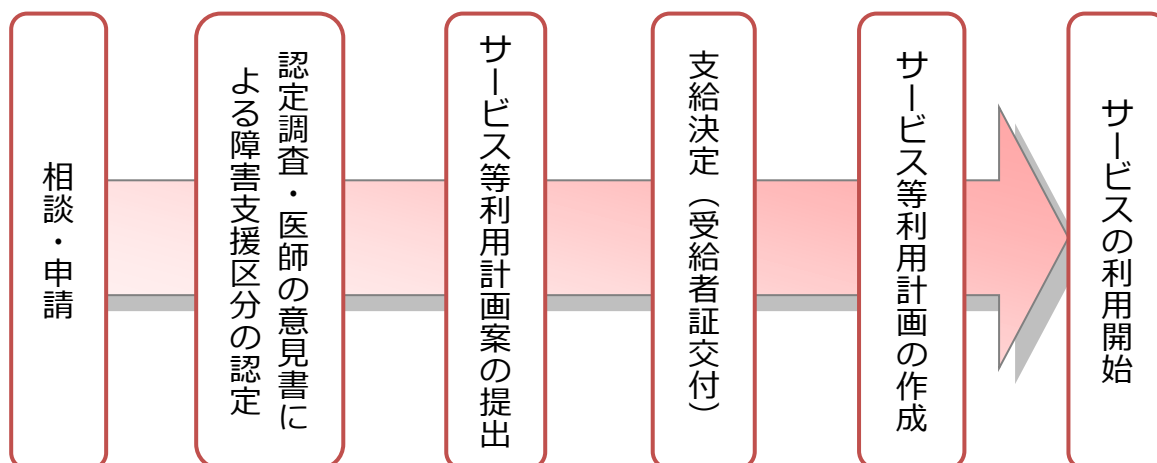 相談・申請
認定調査・医師の意見書に
よる障害支援区分の認定
サービス等利用計画案の提出
支給決定（受給者証交付）
サービス等利用計画の作成
サービスの利用開始